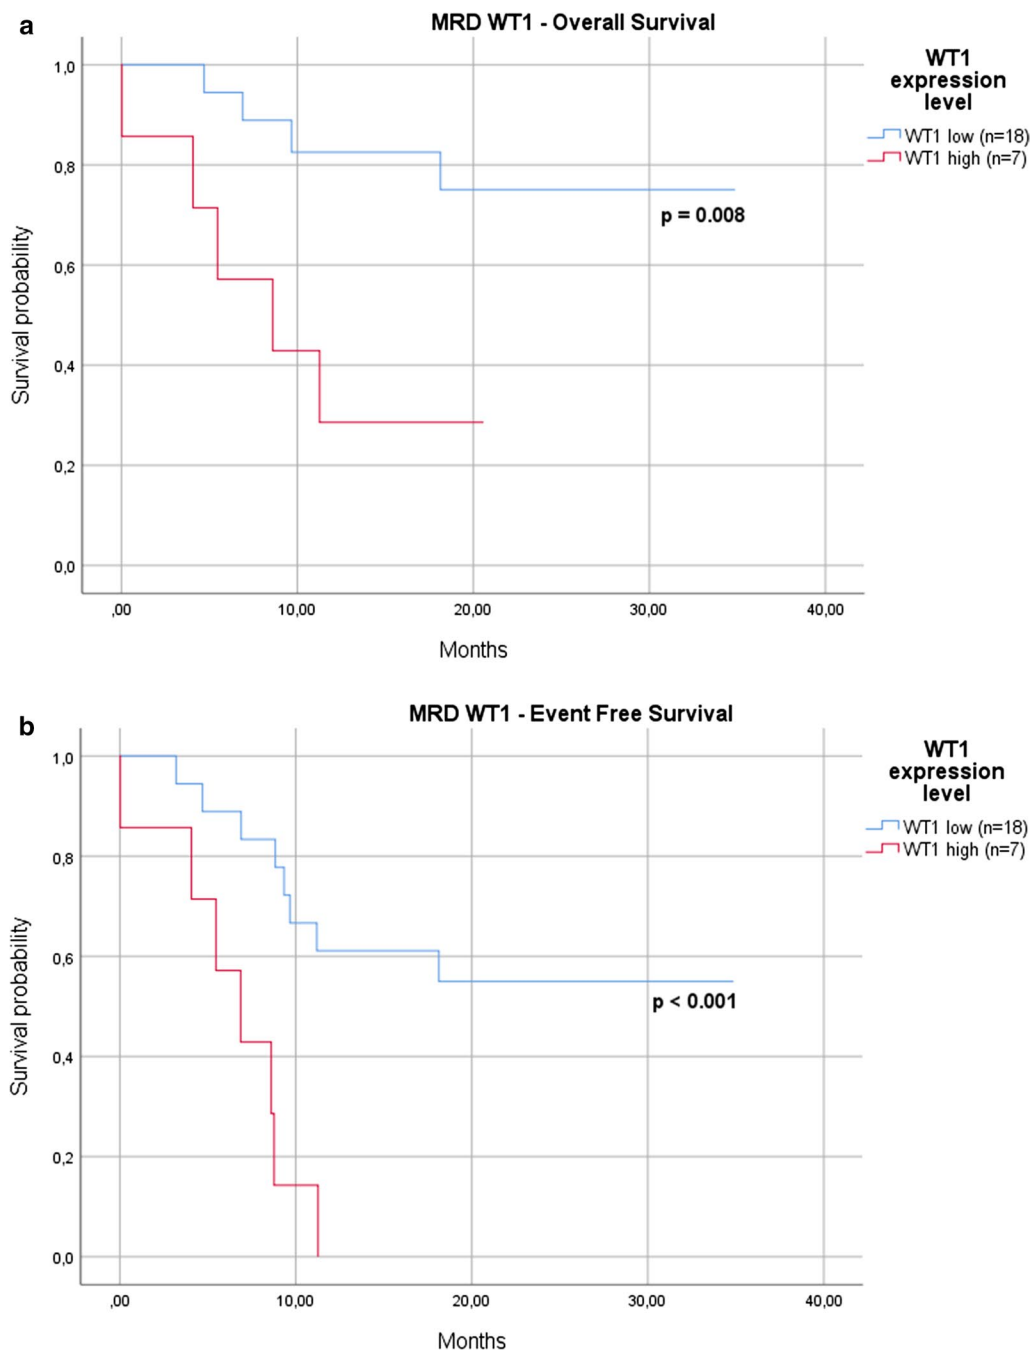 a
MRD WT1 - Overall Survival
WT1
expression
level
WT1 low (n=18)
WT1 high (n=7)
1,0
0,8
0,6
0,4
0,2
0,0
Survival probability
p = 0.008
,00
10,00
20,00
30,00
40,00
Months
b
MRD WT1 - Event Free Survival
WT1
expression
level
WT1 low (n=18)
WT1 high (n=7)
1,0
0,8
0,6
0,4
0,2
0,0
Survival probability
p < 0.001
,00
10,00
20,00
30,00
40,00
Months